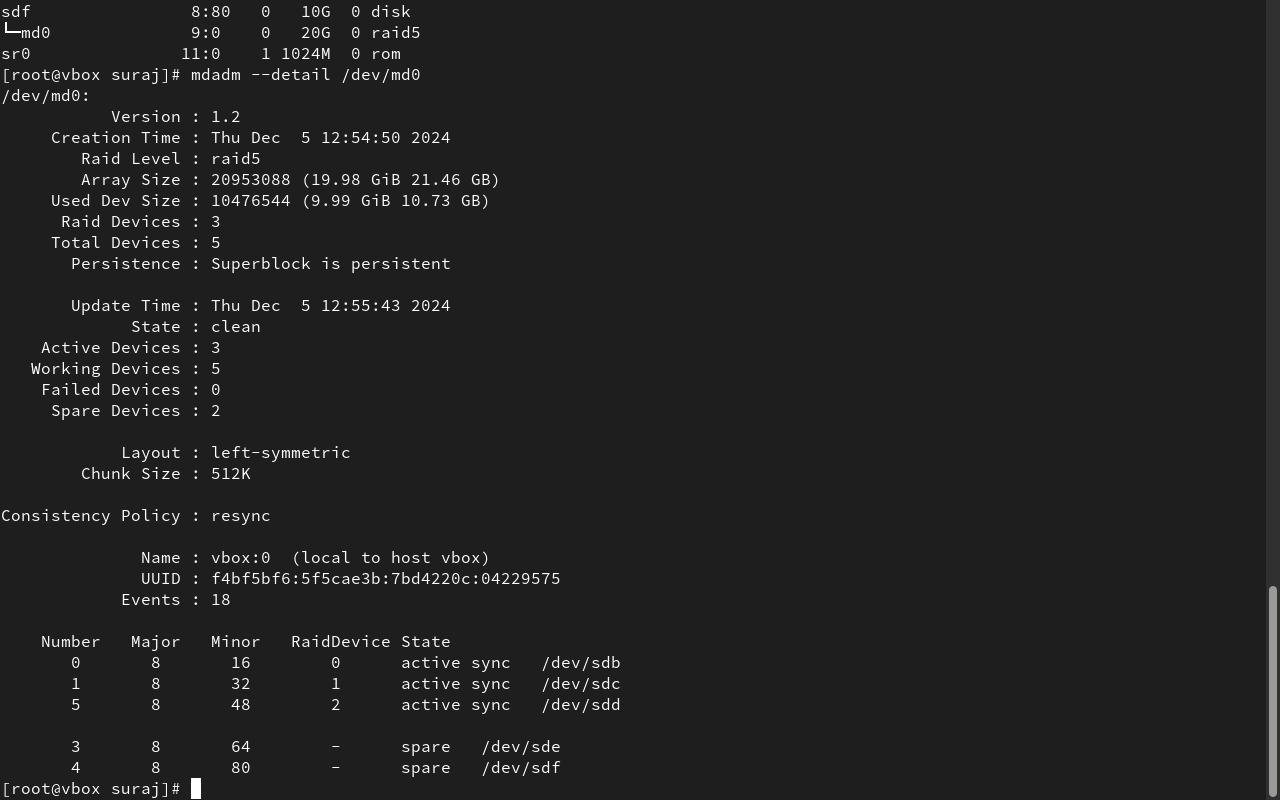 sdf                8:80   0   10G  0 disk
└─md0              9:0    0   20G  0 raid5
sr0               11:0    1 1024M  0 rom
[root@vbox suraj]# mdadm --detail /dev/md0
/dev/md0:
           Version : 1.2
     Creation Time : Thu Dec  5 12:54:50 2024
        Raid Level : raid5
        Array Size : 20953088 (19.98 GiB 21.46 GB)
     Used Dev Size : 10476544 (9.99 GiB 10.73 GB)
      Raid Devices : 3
     Total Devices : 5
       Persistence : Superblock is persistent

       Update Time : Thu Dec  5 12:55:43 2024
             State : clean
    Active Devices : 3
   Working Devices : 5
    Failed Devices : 0
     Spare Devices : 2

            Layout : left-symmetric
        Chunk Size : 512K

Consistency Policy : resync

              Name : vbox:0  (local to host vbox)
              UUID : f4bf5bf6:5f5cae3b:7bd4220c:04229575
            Events : 18

    Number   Major   Minor   RaidDevice State
       0       8       16        0      active sync   /dev/sdb
       1       8       32        1      active sync   /dev/sdc
       5       8       48        2      active sync   /dev/sdd

       3       8       64        -      spare   /dev/sde
       4       8       80        -      spare   /dev/sdf
[root@vbox suraj]#